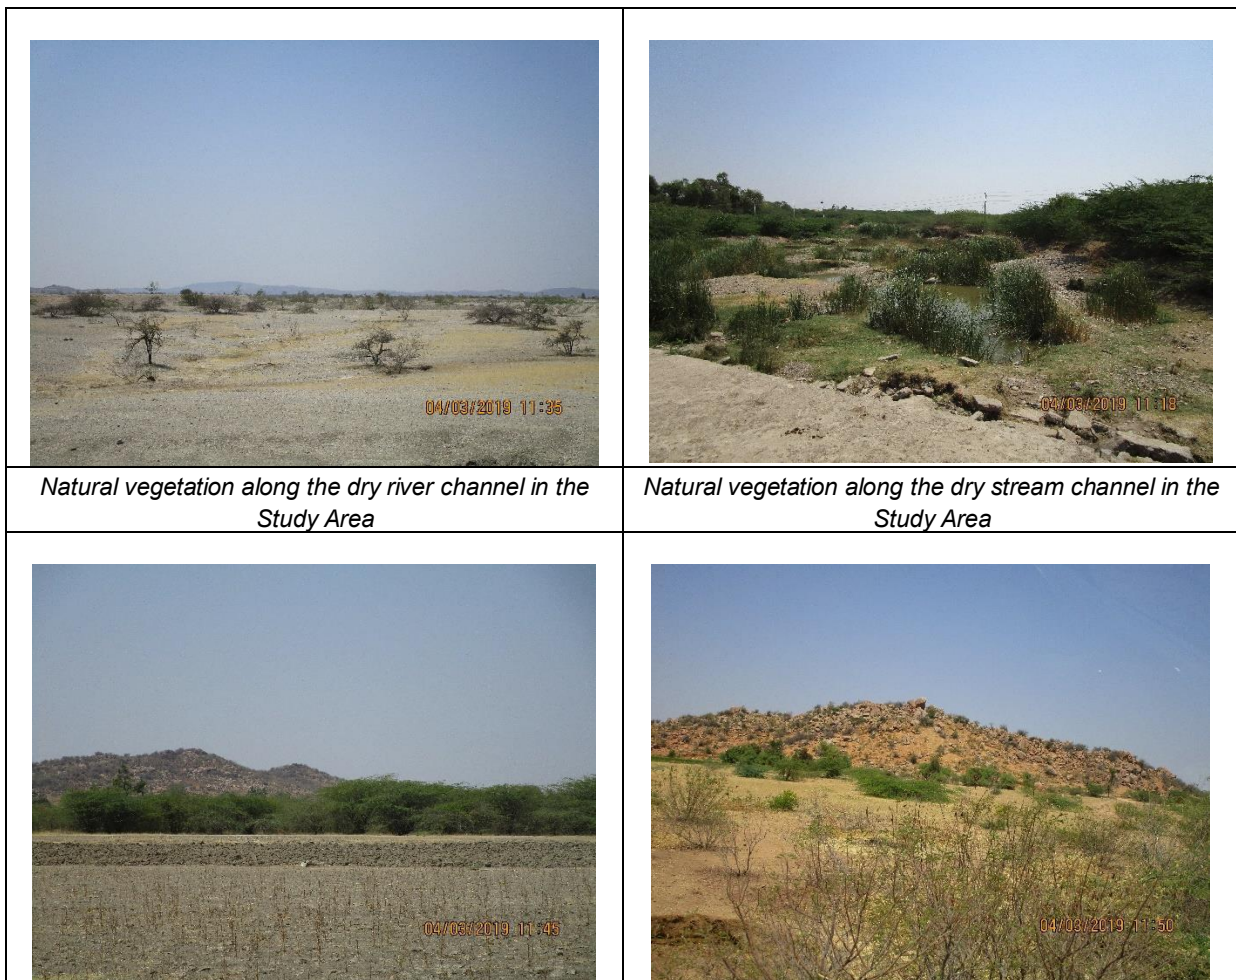 04/03/2019 11:35
04/03/2019 11:18
Natural vegetation along the dry river channel in the
Study Area
Natural vegetation along the dry stream channel in the
Study Area
04/03/2019 11:45
04/03/2019 11:50